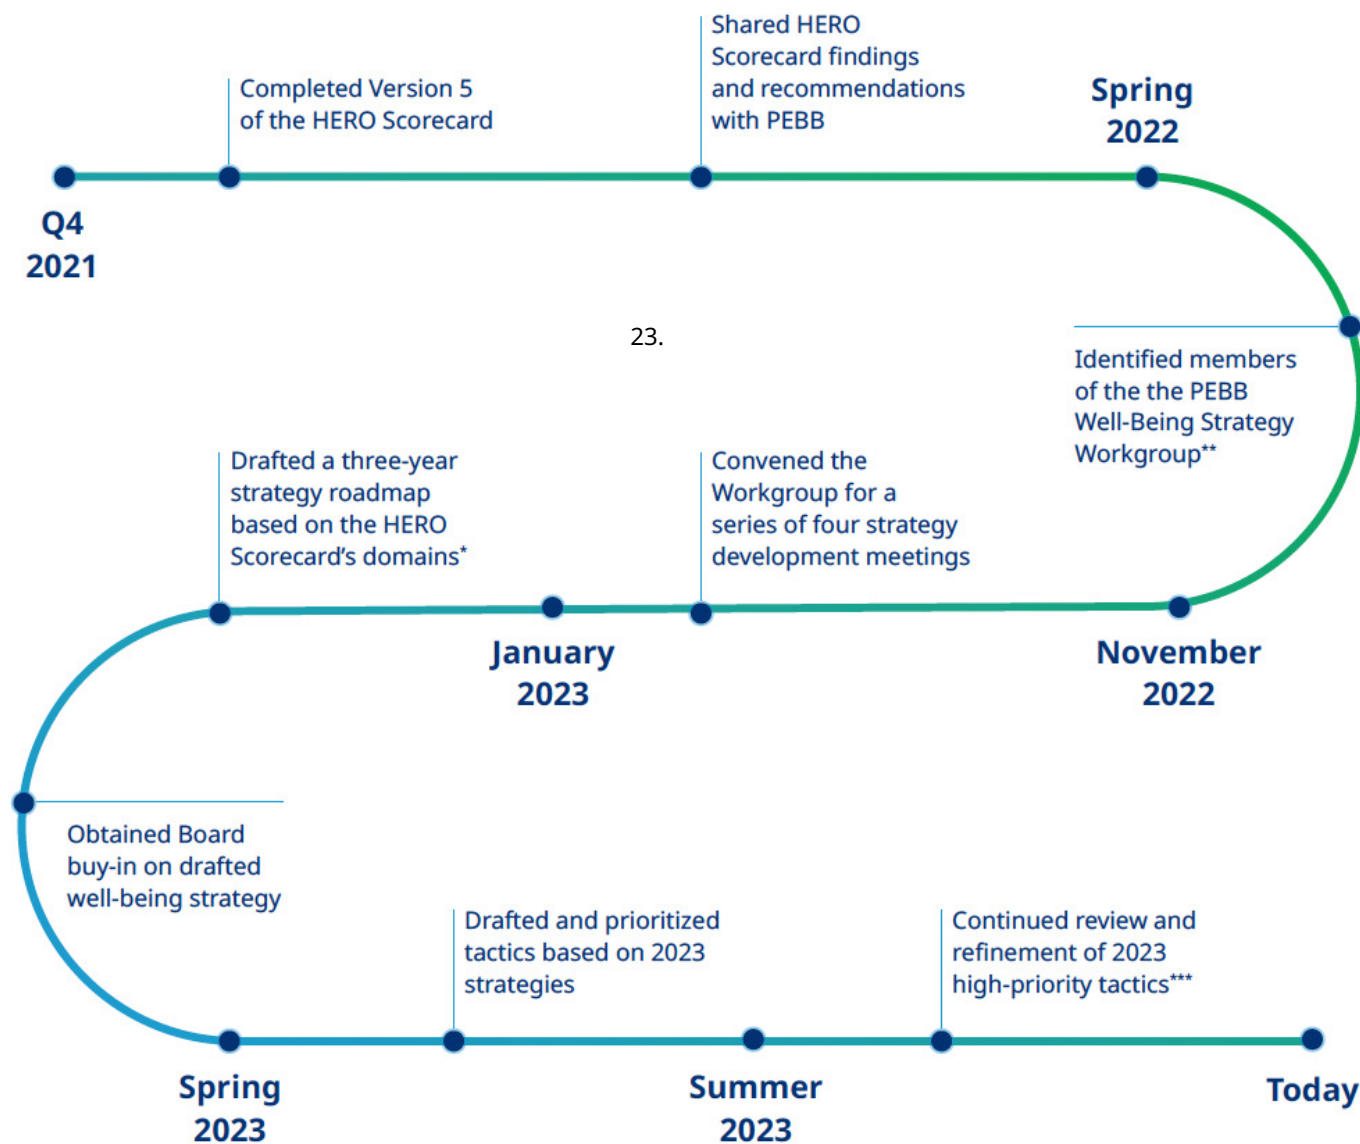 Shared HERO
Scorecard findings
and recommendations
with PEBB
Completed Version 5
of the HERO Scorecard
Spring
2022
Q4
2021
23.
Identified members
of the the PEBB
Well-Being Strategy
Workgroup**
Drafted a three-year
strategy roadmap
based on the HERO
Scorecard's domains*
Convened the
Workgroup for a
series of four strategy
development meetings
January
2023
November
2022
Obtained Board
buy-in on drafted
well-being strategy
Drafted and prioritized
tactics based on 2023
strategies
Continued review and
refinement of 2023
high-priority tactics***
Spring
2023
Summer
2023
Today